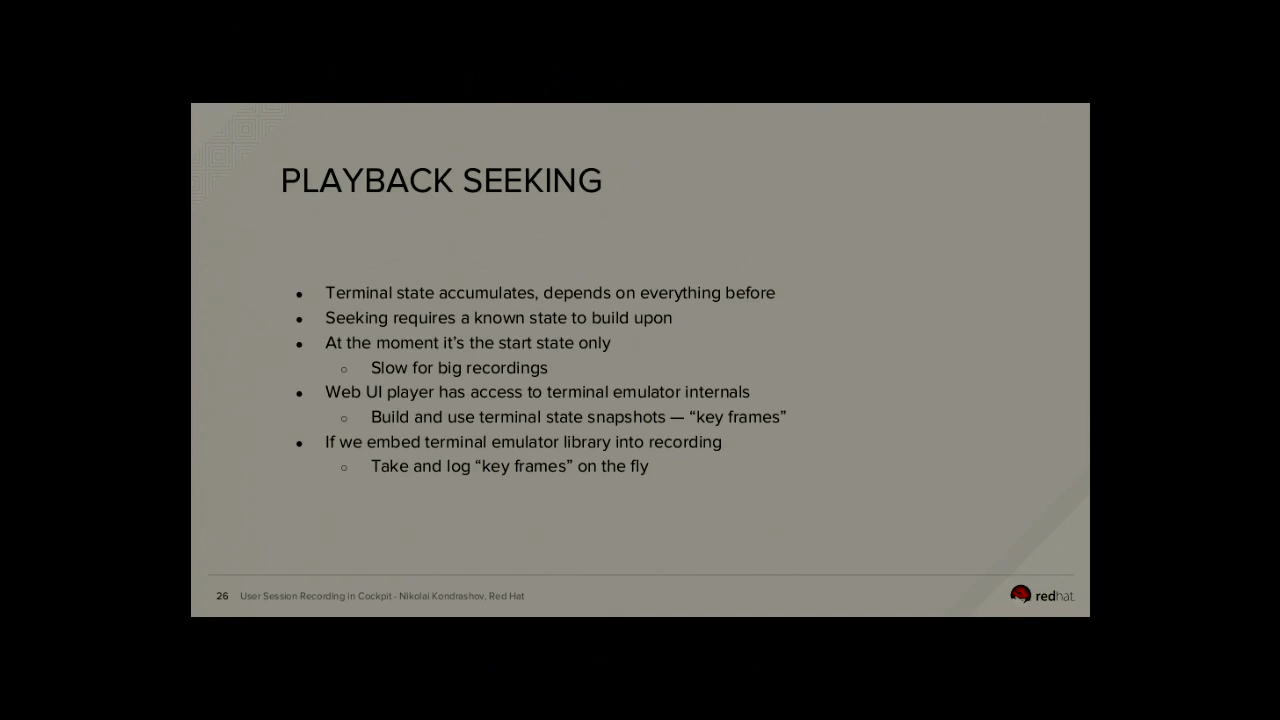 PLAYBACK SEEKING
● Terminal state accumulates, depends on everything before
● Seeking requires a known state to build upon
● At the moment it’s the start state only
○ Slow for big recordings
● Web UI player has access to terminal emulator internals
○ Build and use terminal state snapshots — “key frames”
● If we embed terminal emulator library into recording
○ Take and log “key frames” on the fly
26 User Session Recording in Cockpit - Nikolai Kondrashov, Red Hat
redhat